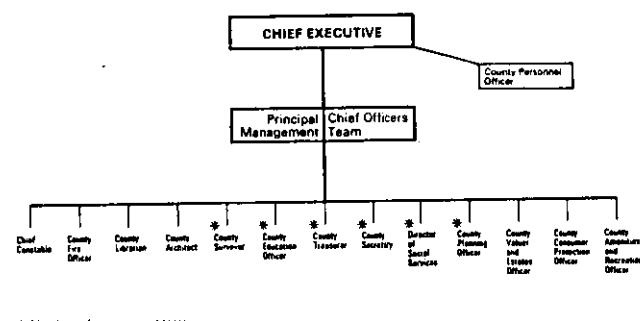 CHIEF EXECUTIVE
County Personnel
Officer
Principal
Management
Chief Officers
Team
Chief
Constable
County
Fire
Officer
County
Librarian
County
Architect
* County
Surveyor
* County
Education
Officer
* County
Treasurer
* County
Secretary
* Director
of
Social
Services
* County
Planning
Officer
County
Valuer
and
Estates
Officer
County
Consumer
Protection
Officer
County
Amenities
and
Recreation
Officer